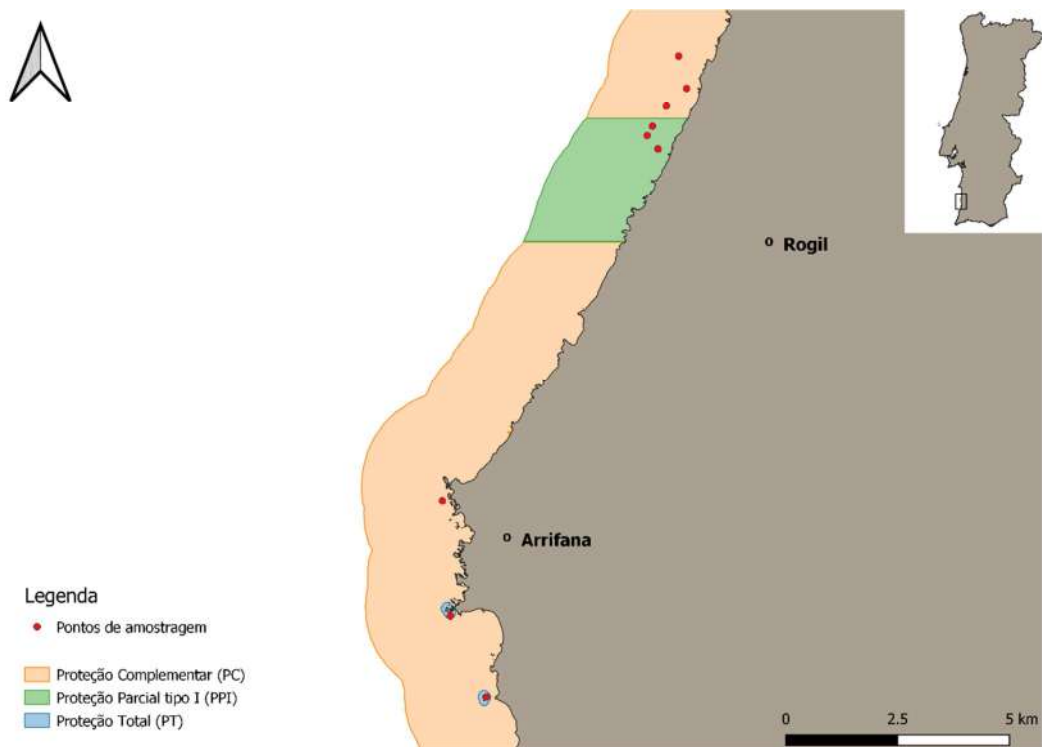 Rogil
Arrifana
Legenda
Pontos de amostragem
Proteção Complementar (PC)
Proteção Parcial tipo I (PPI)
Proteção Total (PT)
0 2.5 5 km